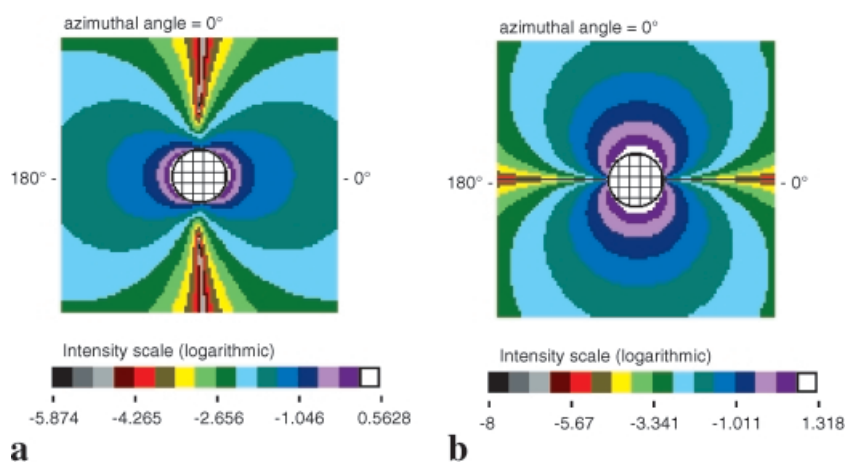 azimuthal angle = 0°
180° -
- 0°
Intensity scale (logarithmic)
-5.874 -4.265 -2.656 -1.046 0.5628
a
azimuthal angle = 0°
180° -
- 0°
Intensity scale (logarithmic)
-8 -5.67 -3.341 -1.011 1.318
b